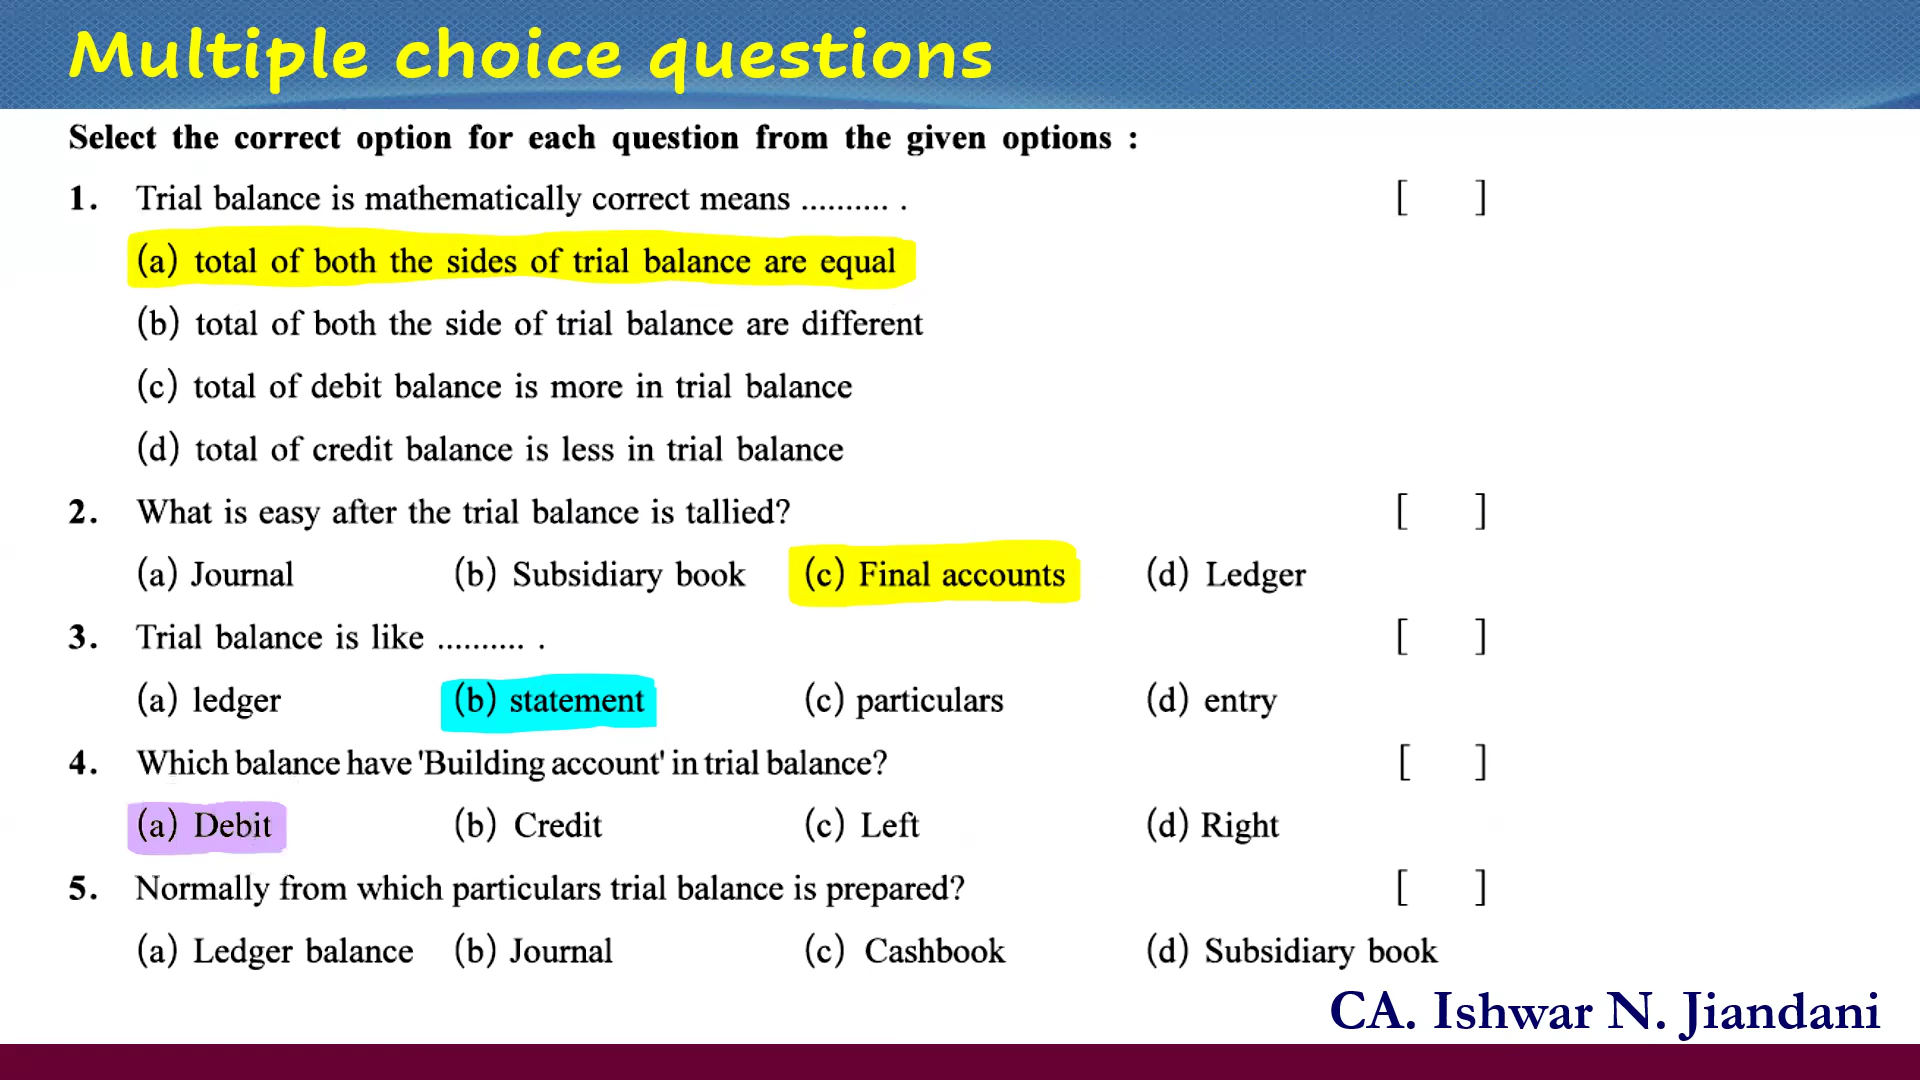 Multiple choice questions
Select the correct option for each question from the given options :
1. Trial balance is mathematically correct means .......... . [ ]
(a) total of both the sides of trial balance are equal
(b) total of both the side of trial balance are different
(c) total of debit balance is more in trial balance
(d) total of credit balance is less in trial balance
2. What is easy after the trial balance is tallied? [ ]
(a) Journal (b) Subsidiary book (c) Final accounts (d) Ledger
3. Trial balance is like .......... . [ ]
(a) ledger (b) statement (c) particulars (d) entry
4. Which balance have 'Building account' in trial balance? [ ]
(a) Debit (b) Credit (c) Left (d) Right
5. Normally from which particulars trial balance is prepared? [ ]
(a) Ledger balance (b) Journal (c) Cashbook (d) Subsidiary book
CA. Ishwar N. Jiandani